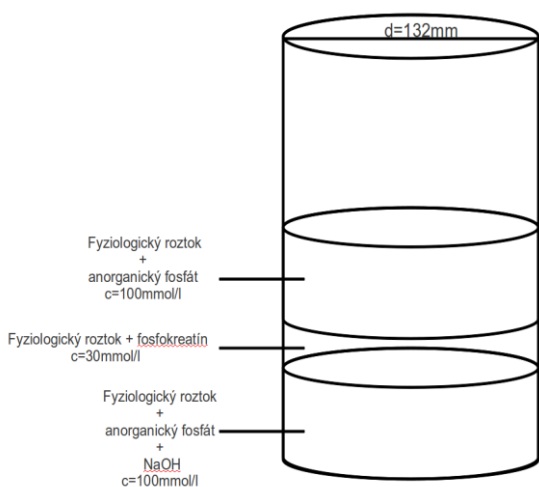 d=132mm
Fyziologický roztok
+
anorganický fosfát
c=100mmol/l
Fyziologický roztok + fosfokreatín
c=30mmol/l
Fyziologický roztok
+
anorganický fosfát
+
NaOH
c=100mmol/l